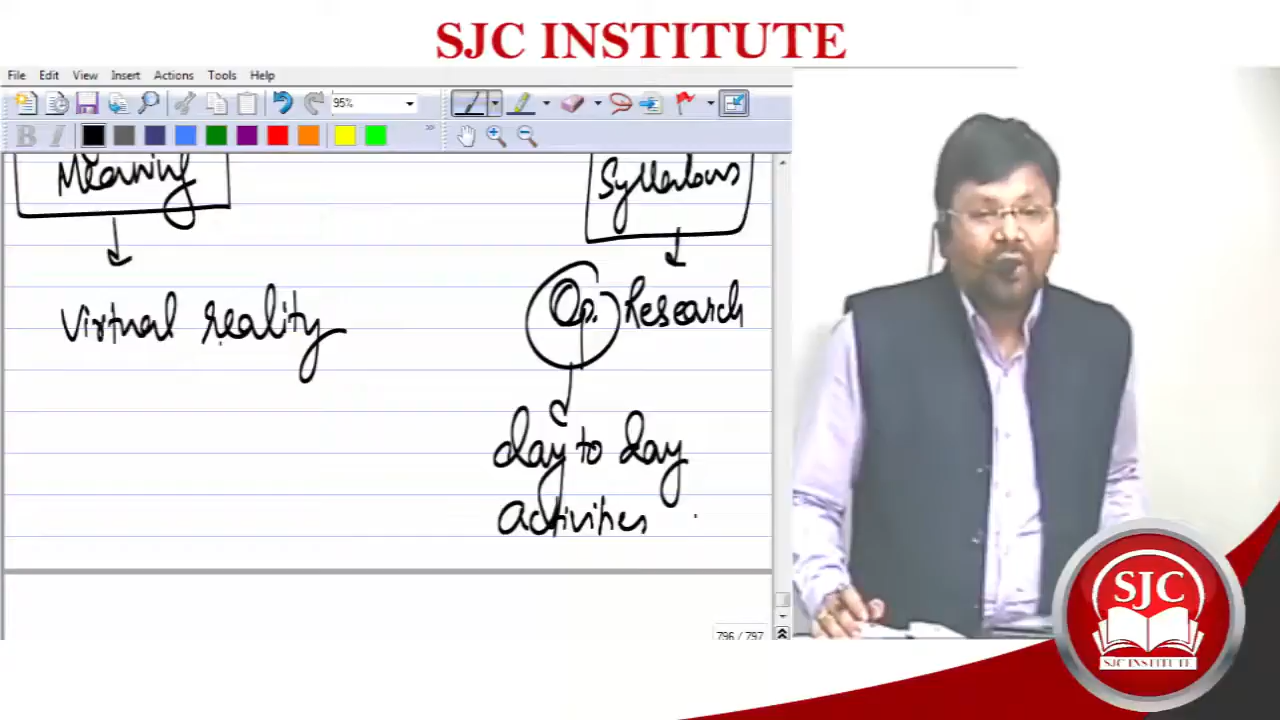 SJC INSTITUTE
File Edit View Insert Actions Tools Help
95%
B I
Meaning
Syllabus
Virtual reality
Op. Research
day to day
activities
796 / 797
SJC
SJC INSTITUTE